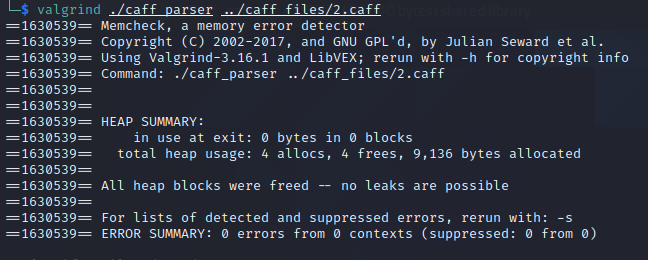 $ valgrind ./caff_parser ../caff_files/2.caff
==1630539== Memcheck, a memory error detector
==1630539== Copyright (C) 2002-2017, and GNU GPL'd, by Julian Seward et al.
==1630539== Using Valgrind-3.16.1 and LibVEX; rerun with -h for copyright info
==1630539== Command: ./caff_parser ../caff_files/2.caff
==1630539==
==1630539==
==1630539== HEAP SUMMARY:
==1630539==     in use at exit: 0 bytes in 0 blocks
==1630539==   total heap usage: 4 allocs, 4 frees, 9,136 bytes allocated
==1630539==
==1630539== All heap blocks were freed -- no leaks are possible
==1630539==
==1630539== For lists of detected and suppressed errors, rerun with: -s
==1630539== ERROR SUMMARY: 0 errors from 0 contexts (suppressed: 0 from 0)